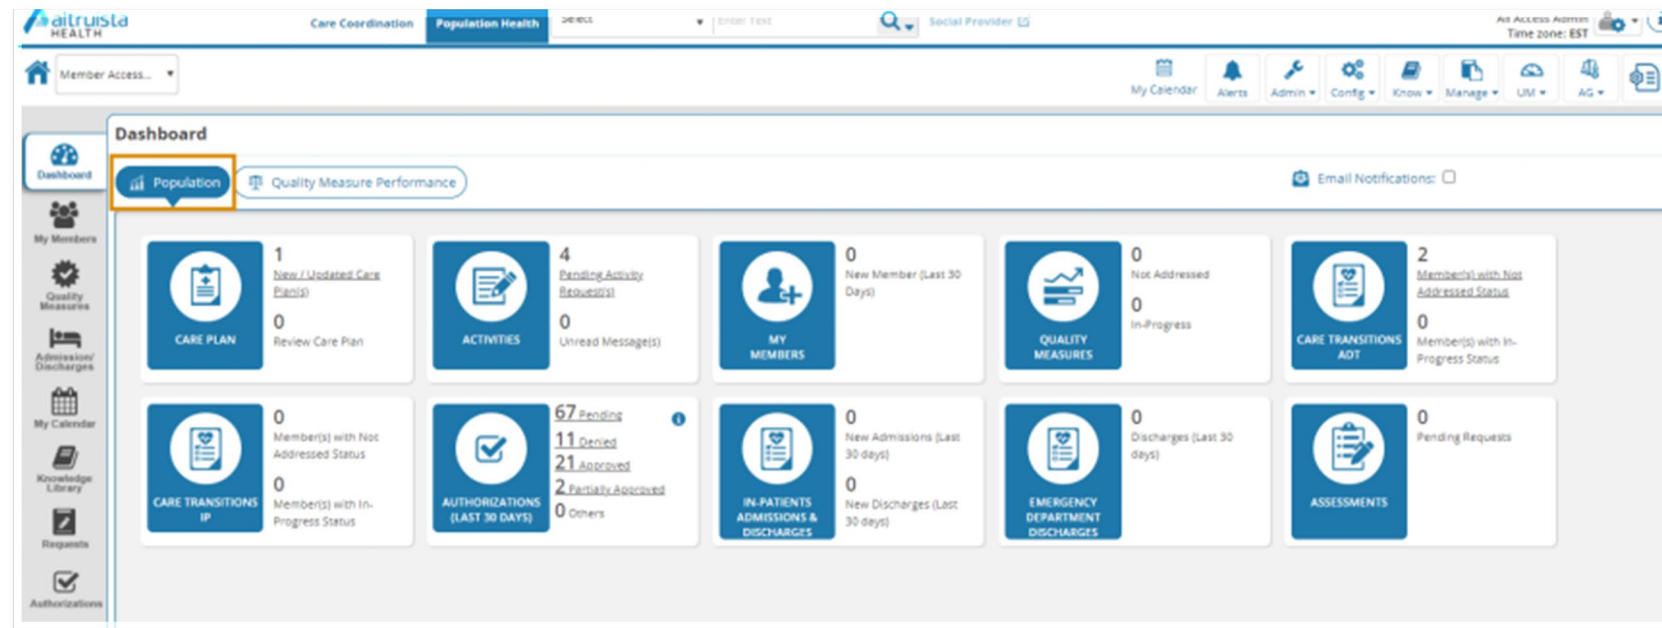 aitruista
HEALTH
Care Coordination
Population Health
Select
Enter Text
Social Provider
All Access Admin
Time zone: EST
Member Access...
My Calendar
Alerts
Admin
Config
Know
Manage
UM
AG
Dashboard
Dashboard
Population
Quality Measure Performance
Email Notifications:
My Members
Quality
Measures
Admission/
Discharges
My Calendar
Knowledge
Library
Requests
Authorizations
CARE PLAN
1
New / Updated Care
Plan(s)
0
Review Care Plan
ACTIVITIES
4
Pending Activity
Request(s)
0
Unread Message(s)
MY
MEMBERS
0
New Member (Last 30
Days)
QUALITY
MEASURES
0
Not Addressed
0
In-Progress
CARE TRANSITIONS
ADT
2
Member(s) with Not
Addressed Status
0
Member(s) with In-
Progress Status
CARE TRANSITIONS
IP
0
Member(s) with Not
Addressed Status
0
Member(s) with In-
Progress Status
AUTHORIZATIONS
(LAST 30 DAYS)
67 Pending
11 Denied
21 Approved
2 Partially Approved
0 Others
IN-PATIENTS
ADMISSIONS &
DISCHARGES
0
New Admissions (Last
30 days)
0
New Discharges (Last
30 days)
EMERGENCY
DEPARTMENT
DISCHARGES
0
Discharges (Last 30
days)
ASSESSMENTS
0
Pending Requests